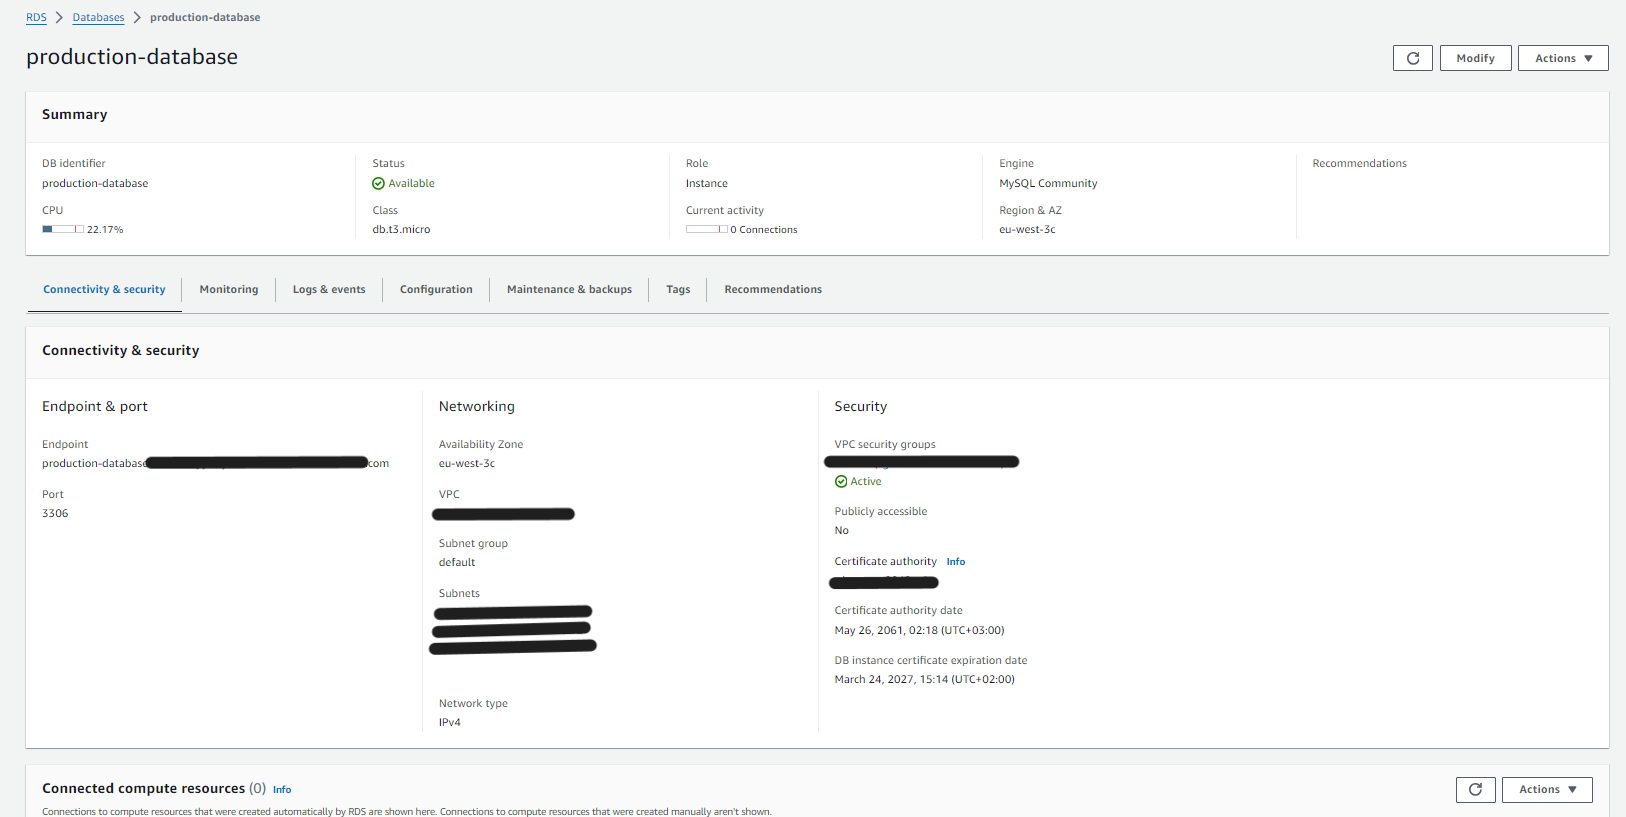 RDS > Databases > production-database
production-database
Modify
Actions
Summary
DB identifier
production-database
CPU
22.17%
Status
Available
Class
db.t3.micro
Role
Instance
Current activity
0 Connections
Engine
MySQL Community
Region & AZ
eu-west-3c
Recommendations
Connectivity & security
Monitoring
Logs & events
Configuration
Maintenance & backups
Tags
Recommendations
Connectivity & security
Endpoint & port
Endpoint
production-database com
Port
3306
Networking
Availability Zone
eu-west-3c
VPC
Subnet group
default
Subnets
Network type
IPv4
Security
VPC security groups
Active
Publicly accessible
No
Certificate authority Info
Certificate authority date
May 26, 2061, 02:18 (UTC+03:00)
DB instance certificate expiration date
March 24, 2027, 15:14 (UTC+02:00)
Connected compute resources (0) Info
Actions
Connections to compute resources that were created automatically by RDS are shown here. Connections to compute resources that were created manually aren't shown.